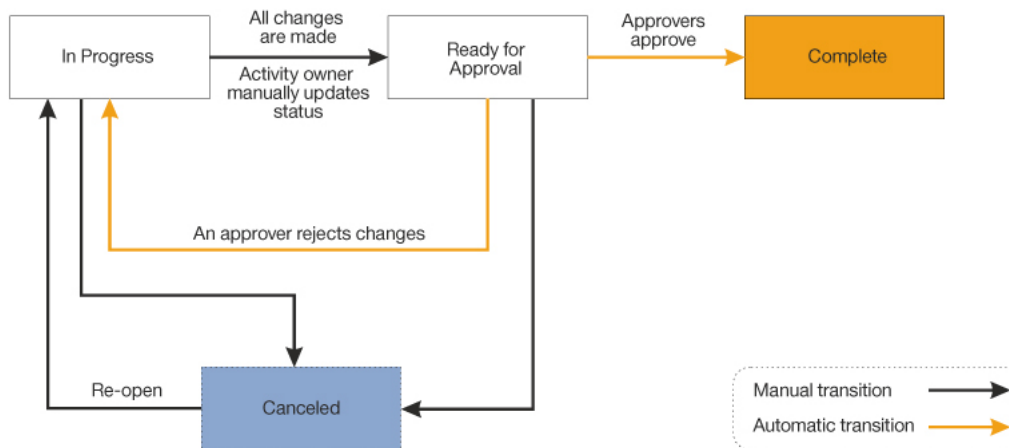 In Progress
All changes
are made
Activity owner
manually updates
status
Ready for
Approval
Approvers
approve
Complete
An approver rejects changes
Re-open
Canceled
Manual transition
Automatic transition